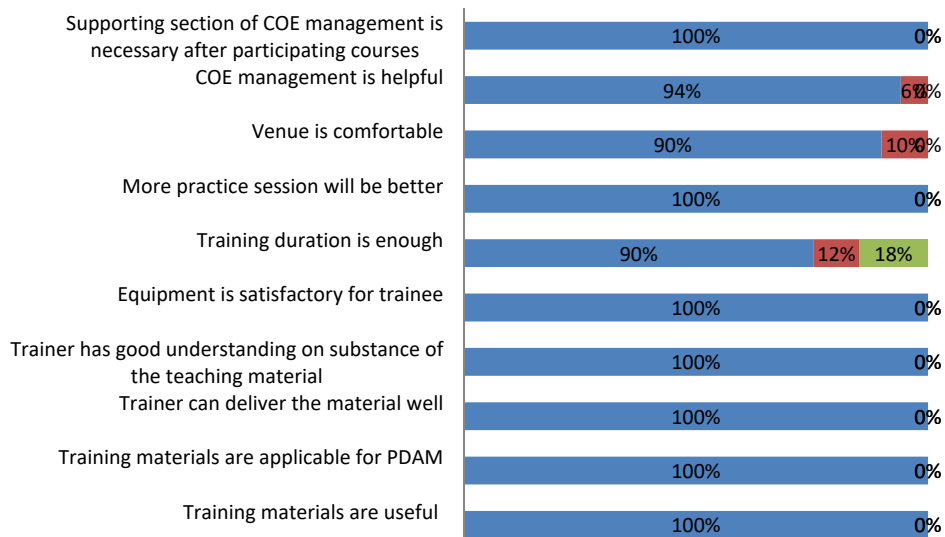 Supporting section of COE management is
necessary after participating courses
100% 0%
COE management is helpful
94% 6% 0%
Venue is comfortable
90% 10% 0%
More practice session will be better
100% 0%
Training duration is enough
90% 12% 18%
Equipment is satisfactory for trainee
100% 0%
Trainer has good understanding on substance of
the teaching material
100% 0%
Trainer can deliver the material well
100% 0%
Training materials are applicable for PDAM
100% 0%
Training materials are useful
100% 0%